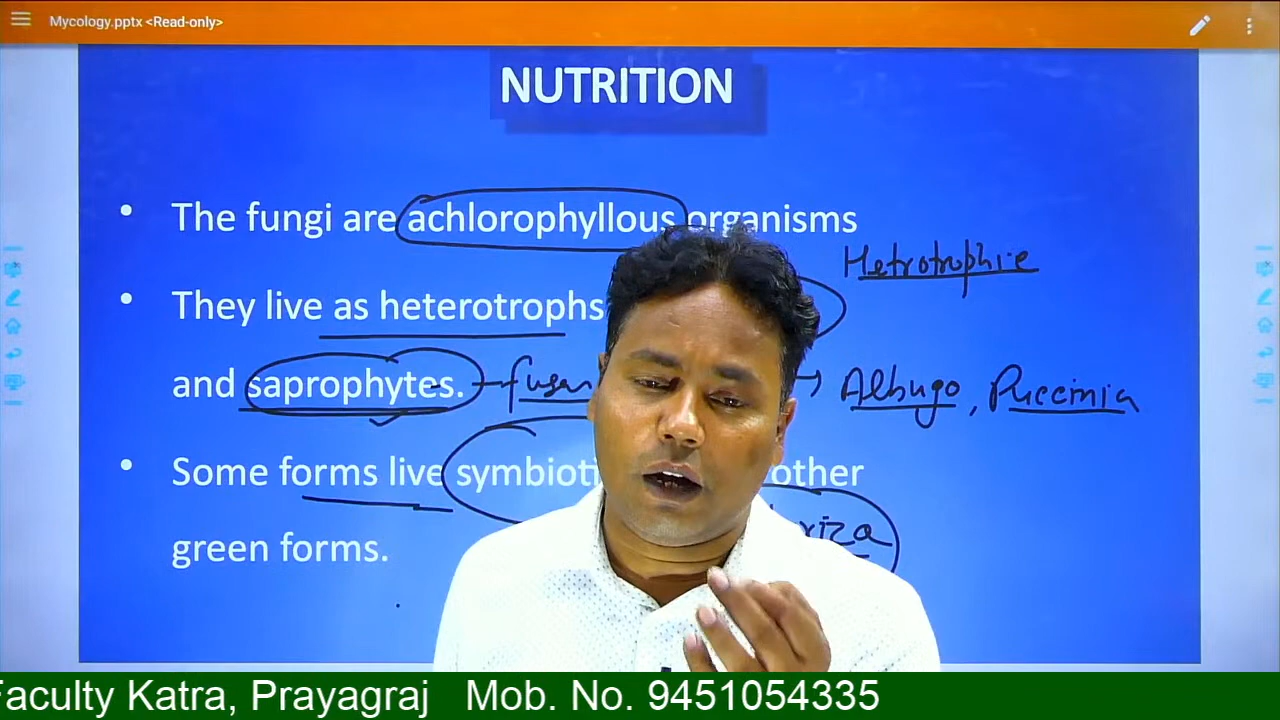 Mycology.pptx <Read-only>
NUTRITION
• The fungi are achlorophyllous organisms
Hetrotrophie
• They live as heterotrophs
and saprophytes.
Albugo, Puccinia
• Some forms live other
green forms.
Faculty Katra, Prayagraj Mob. No. 9451054335